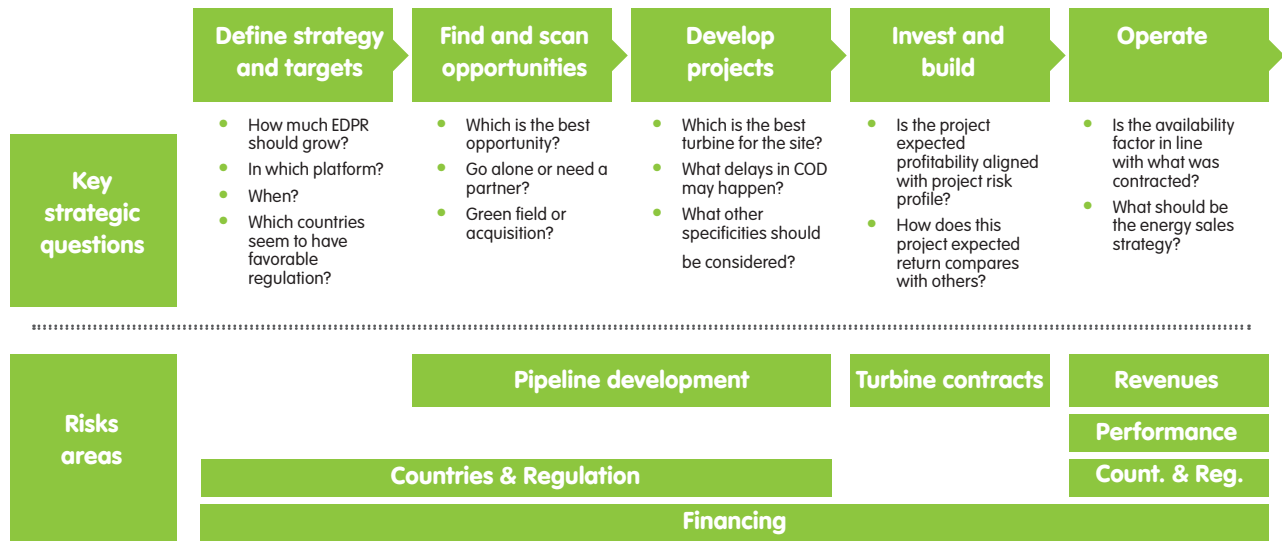 Define strategy
and targets
Find and scan
opportunities
Develop
projects
Invest and
build
Operate
Key
strategic
questions
• How much EDPR
should grow?
• In which platform?
• When?
• Which countries
seem to have
favorable
regulation?
• Which is the best
opportunity?
• Go alone or need a
partner?
• Green field or
acquisition?
• Which is the best
turbine for the site?
• What delays in COD
may happen?
• What other
specificities should
be considered?
• Is the project
expected
profitability aligned
with project risk
profile?
• How does this
project expected
return compares
with others?
• Is the availability
factor in line
with what was
contracted?
• What should be
the energy sales
strategy?
Risks
areas
Pipeline development
Turbine contracts
Revenues
Performance
Countries & Regulation
Count. & Reg.
Financing